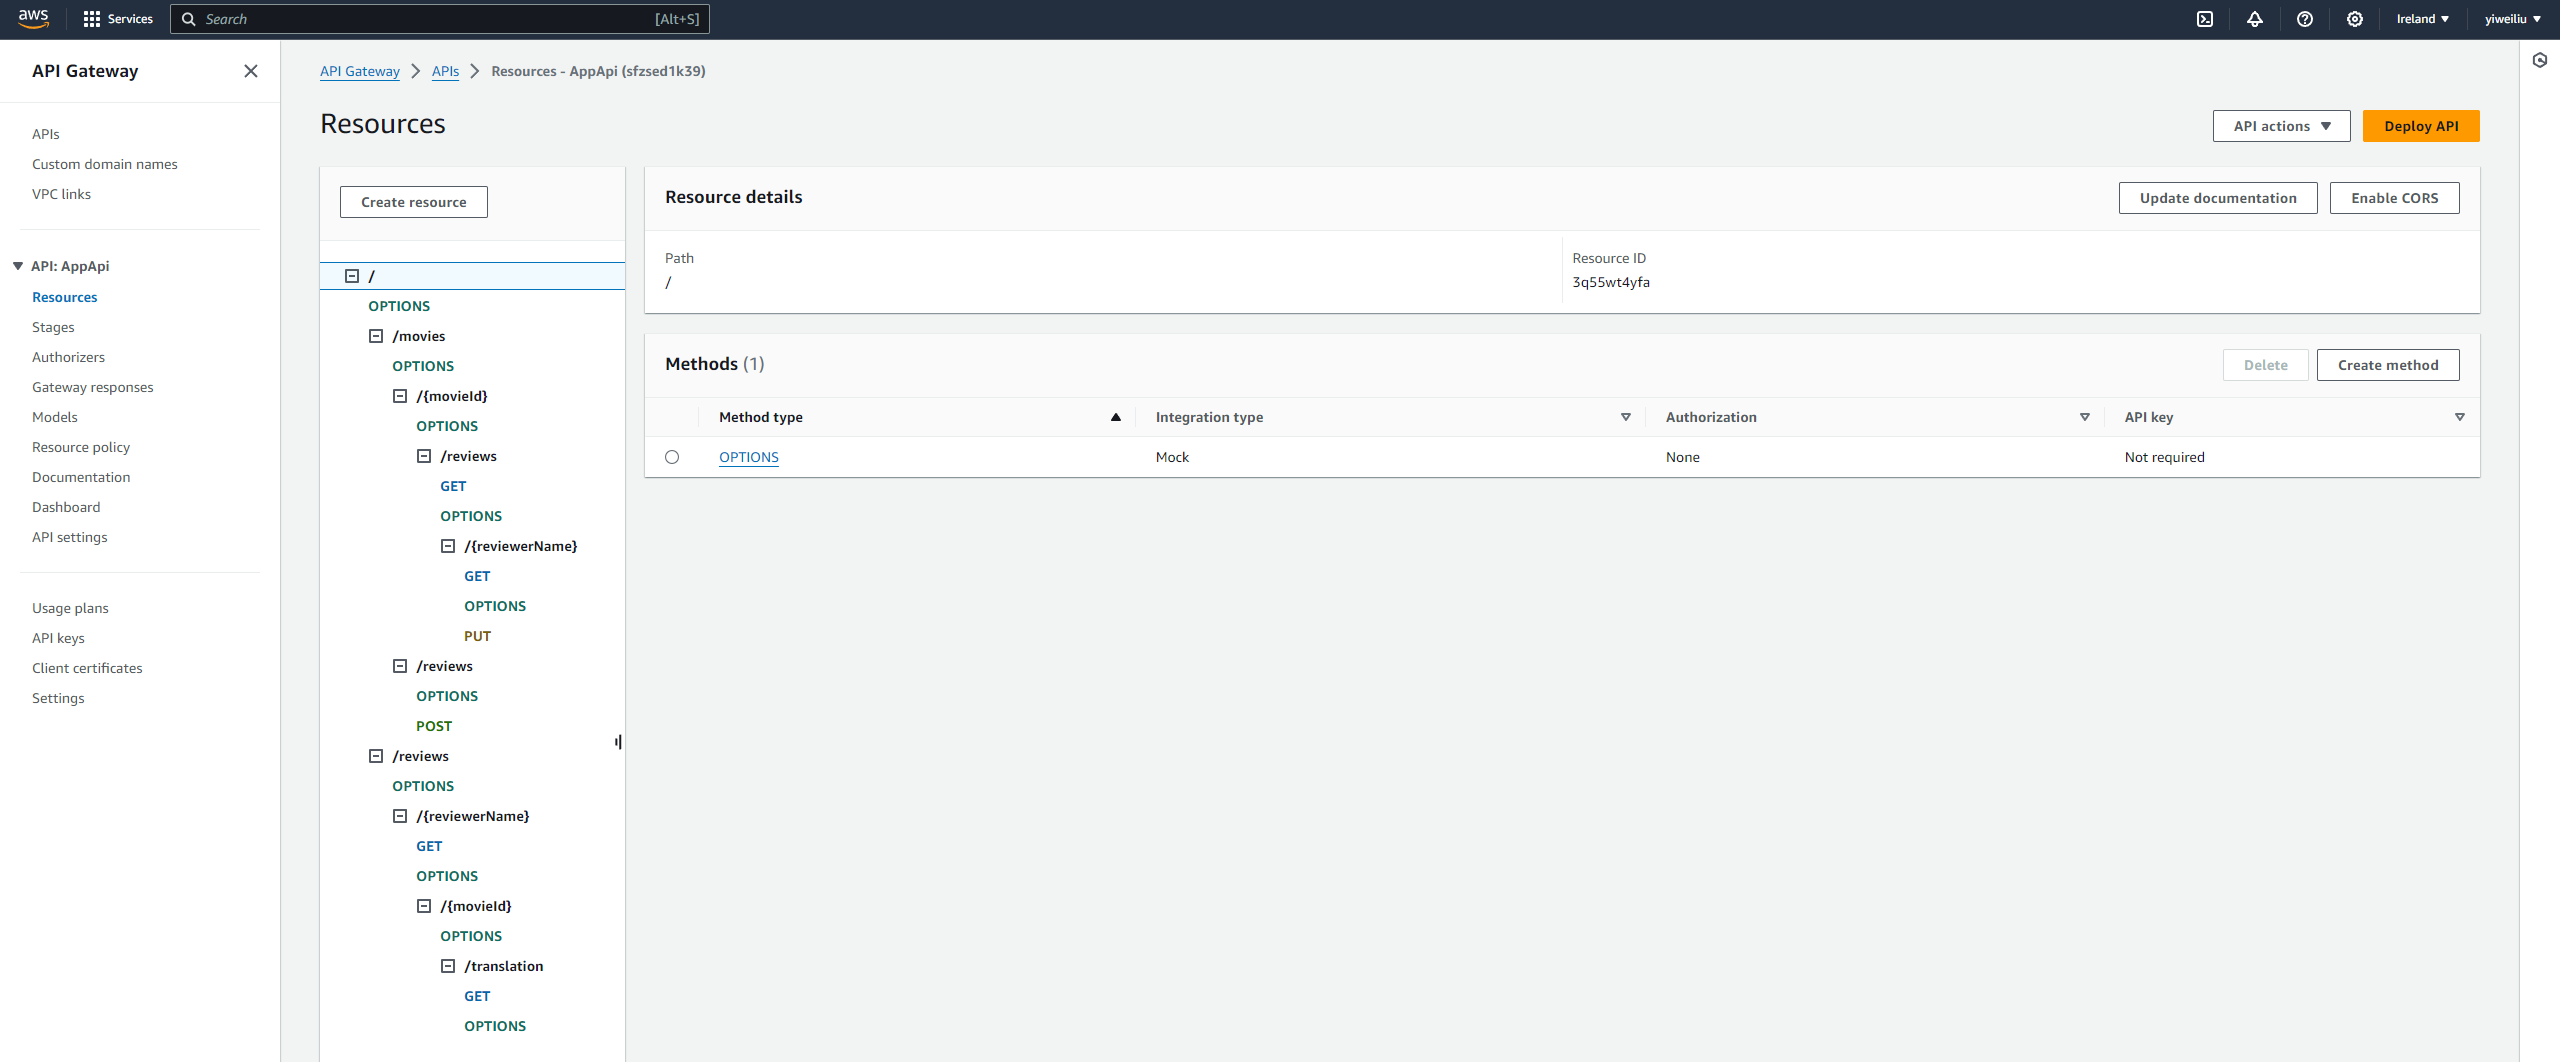 aws Services Search [Alt+S] Ireland yiweiliu
API Gateway
APIs
Custom domain names
VPC links
API: AppApi
Resources
Stages
Authorizers
Gateway responses
Models
Resource policy
Documentation
Dashboard
API settings
Usage plans
API keys
Client certificates
Settings
API Gateway APIs Resources - AppApi (sfzsed1k39)
Resources
API actions Deploy API
Create resource
/
OPTIONS
/movies
OPTIONS
/{movieId}
OPTIONS
/reviews
GET
OPTIONS
/{reviewerName}
GET
OPTIONS
PUT
/reviews
OPTIONS
POST
/reviews
OPTIONS
/{reviewerName}
GET
OPTIONS
/{movieId}
OPTIONS
/translation
GET
OPTIONS
Resource details Update documentation Enable CORS
Path Resource ID
/ 3q55wt4yfa
Methods (1) Delete Create method
Method type Integration type Authorization API key
OPTIONS Mock None Not required